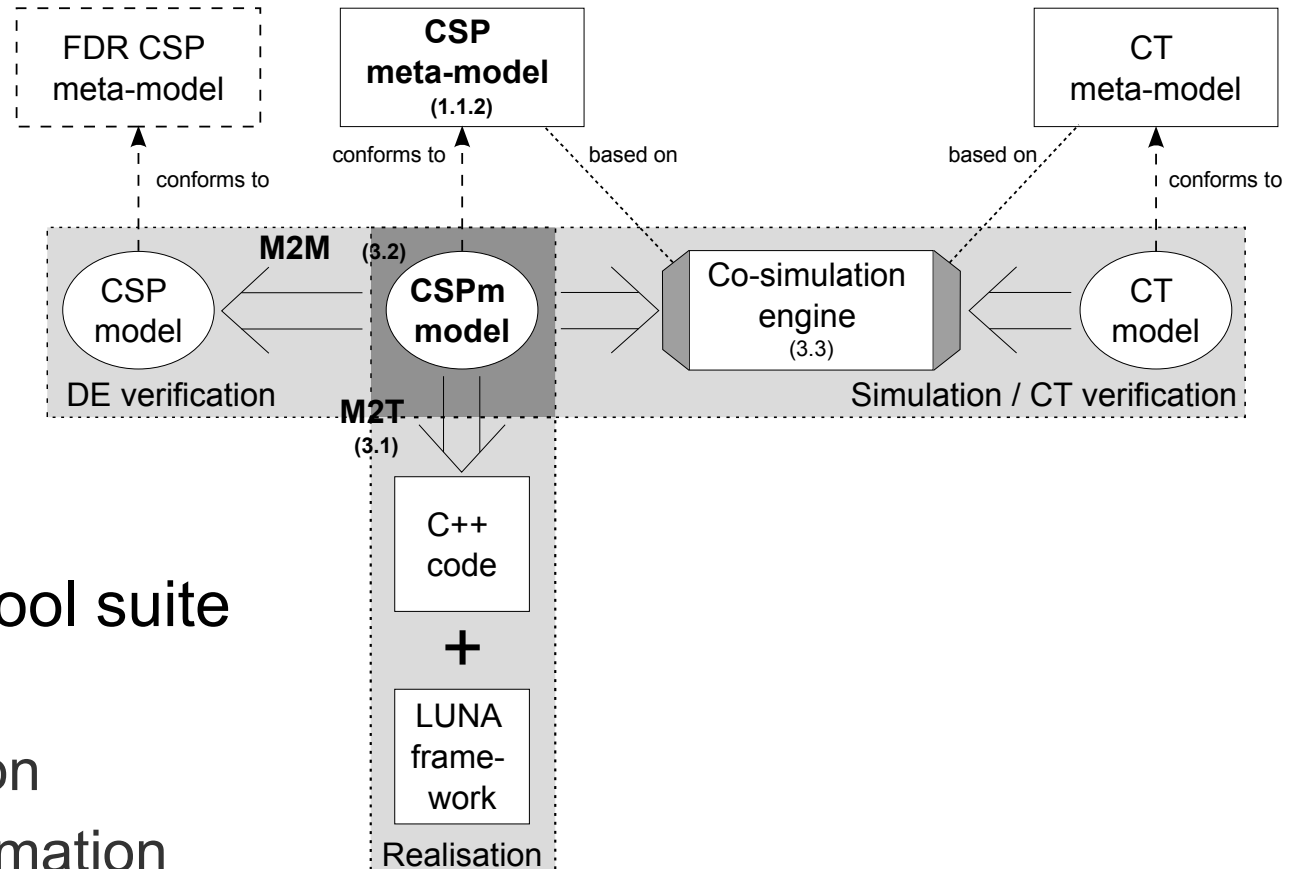 FDR CSP
meta-model
CSP
meta-model
(1.1.2)
CT
meta-model
conforms to
conforms to
based on
based on
conforms to
M2M (3.2)
CSP
model
CSPm
model
Co-simulation
engine
(3.3)
CT
model
DE verification
Simulation / CT verification
M2T
(3.1)
C++
code
+
LUNA
frame-
work
Realisation
ool suite
on
mation